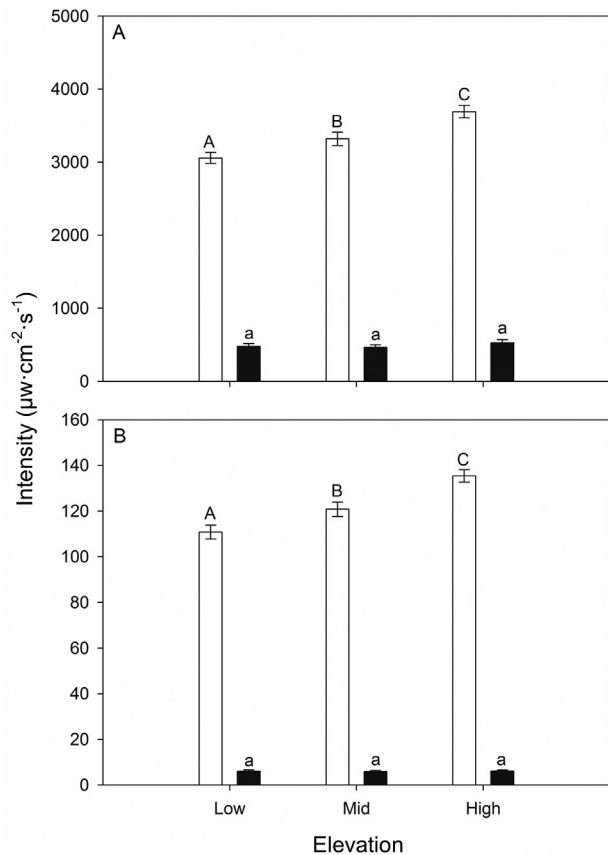 5000
A
4000
3000
2000
1000
0
A
B
C
a
a
a
Intensity (µw·cm⁻²·s⁻¹)
160
B
140
120
100
80
60
40
20
0
A
B
C
a
a
a
Low Mid High
Elevation